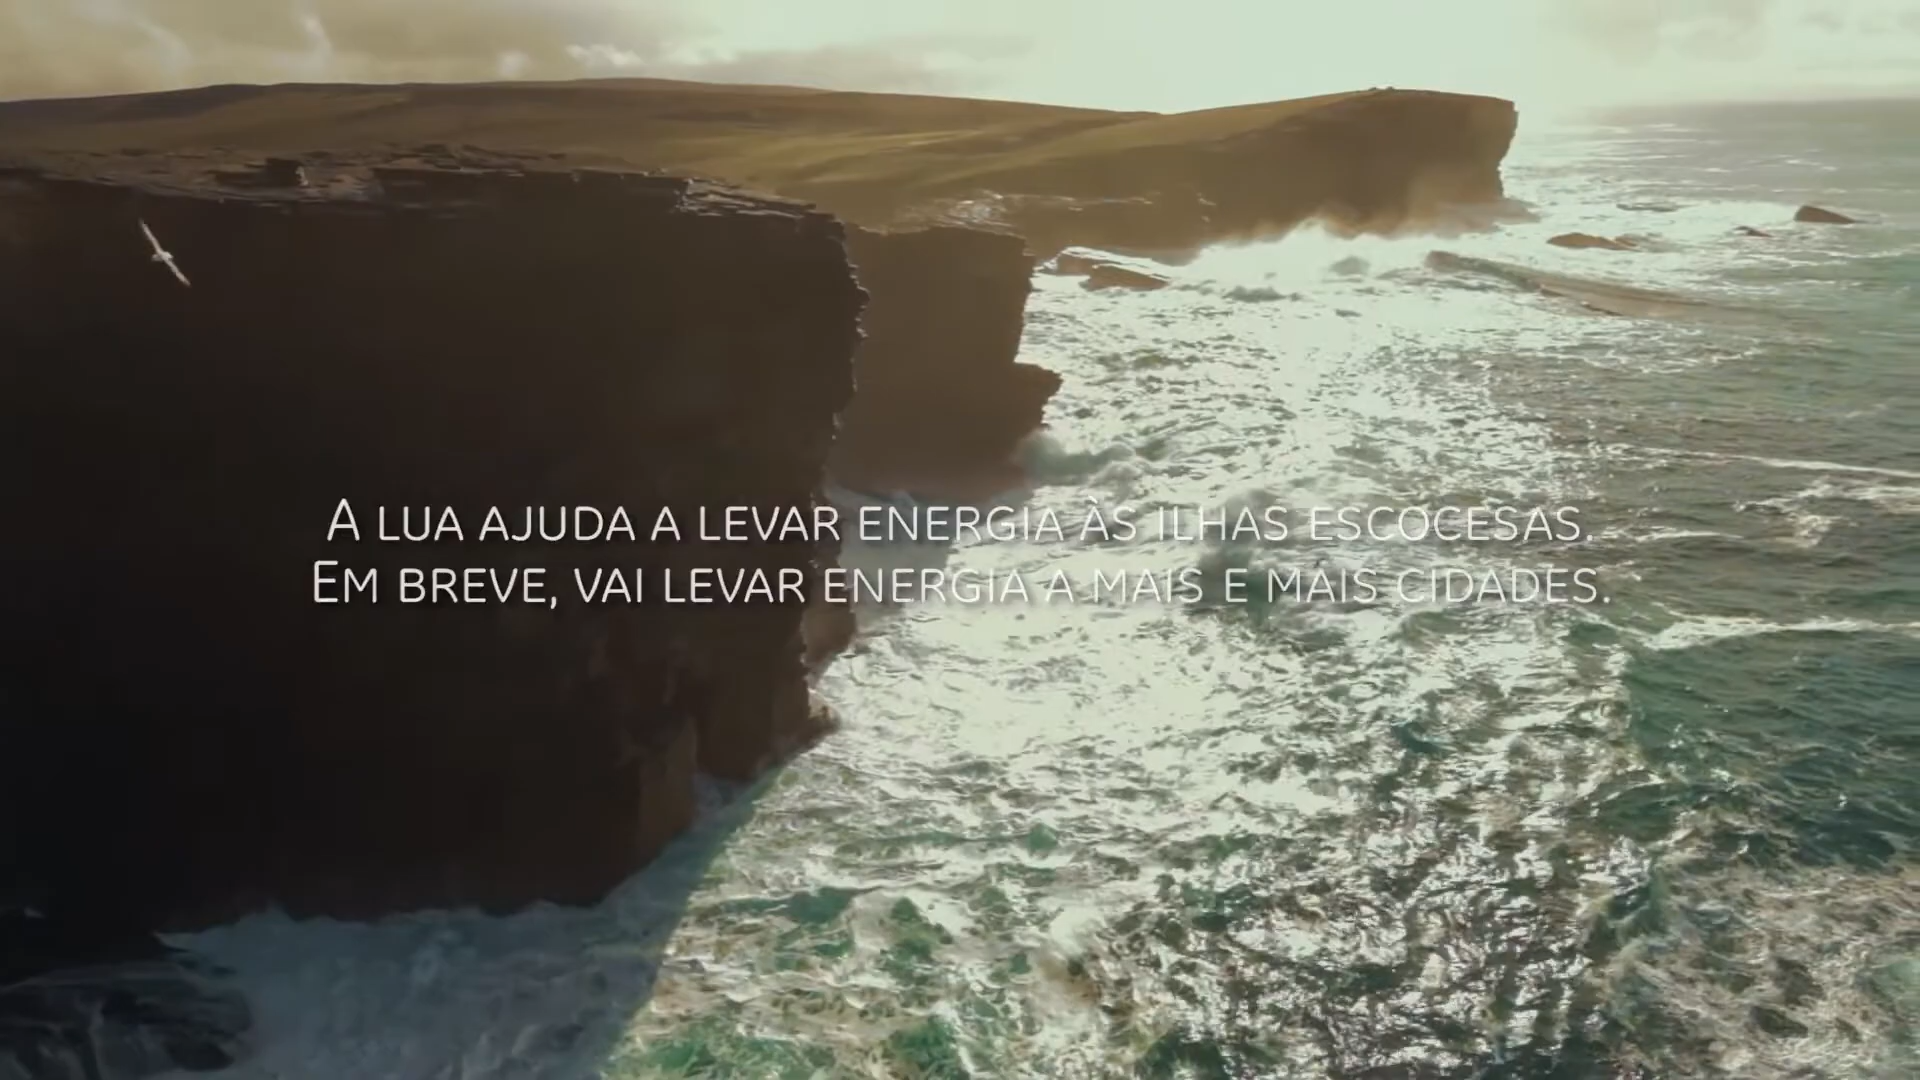 A LUA AJUDA A LEVAR ENERGIA ÀS ILHAS ESCOCESAS.
EM BREVE, VAI LEVAR ENERGIA A MAIS E MAIS CIDADES.